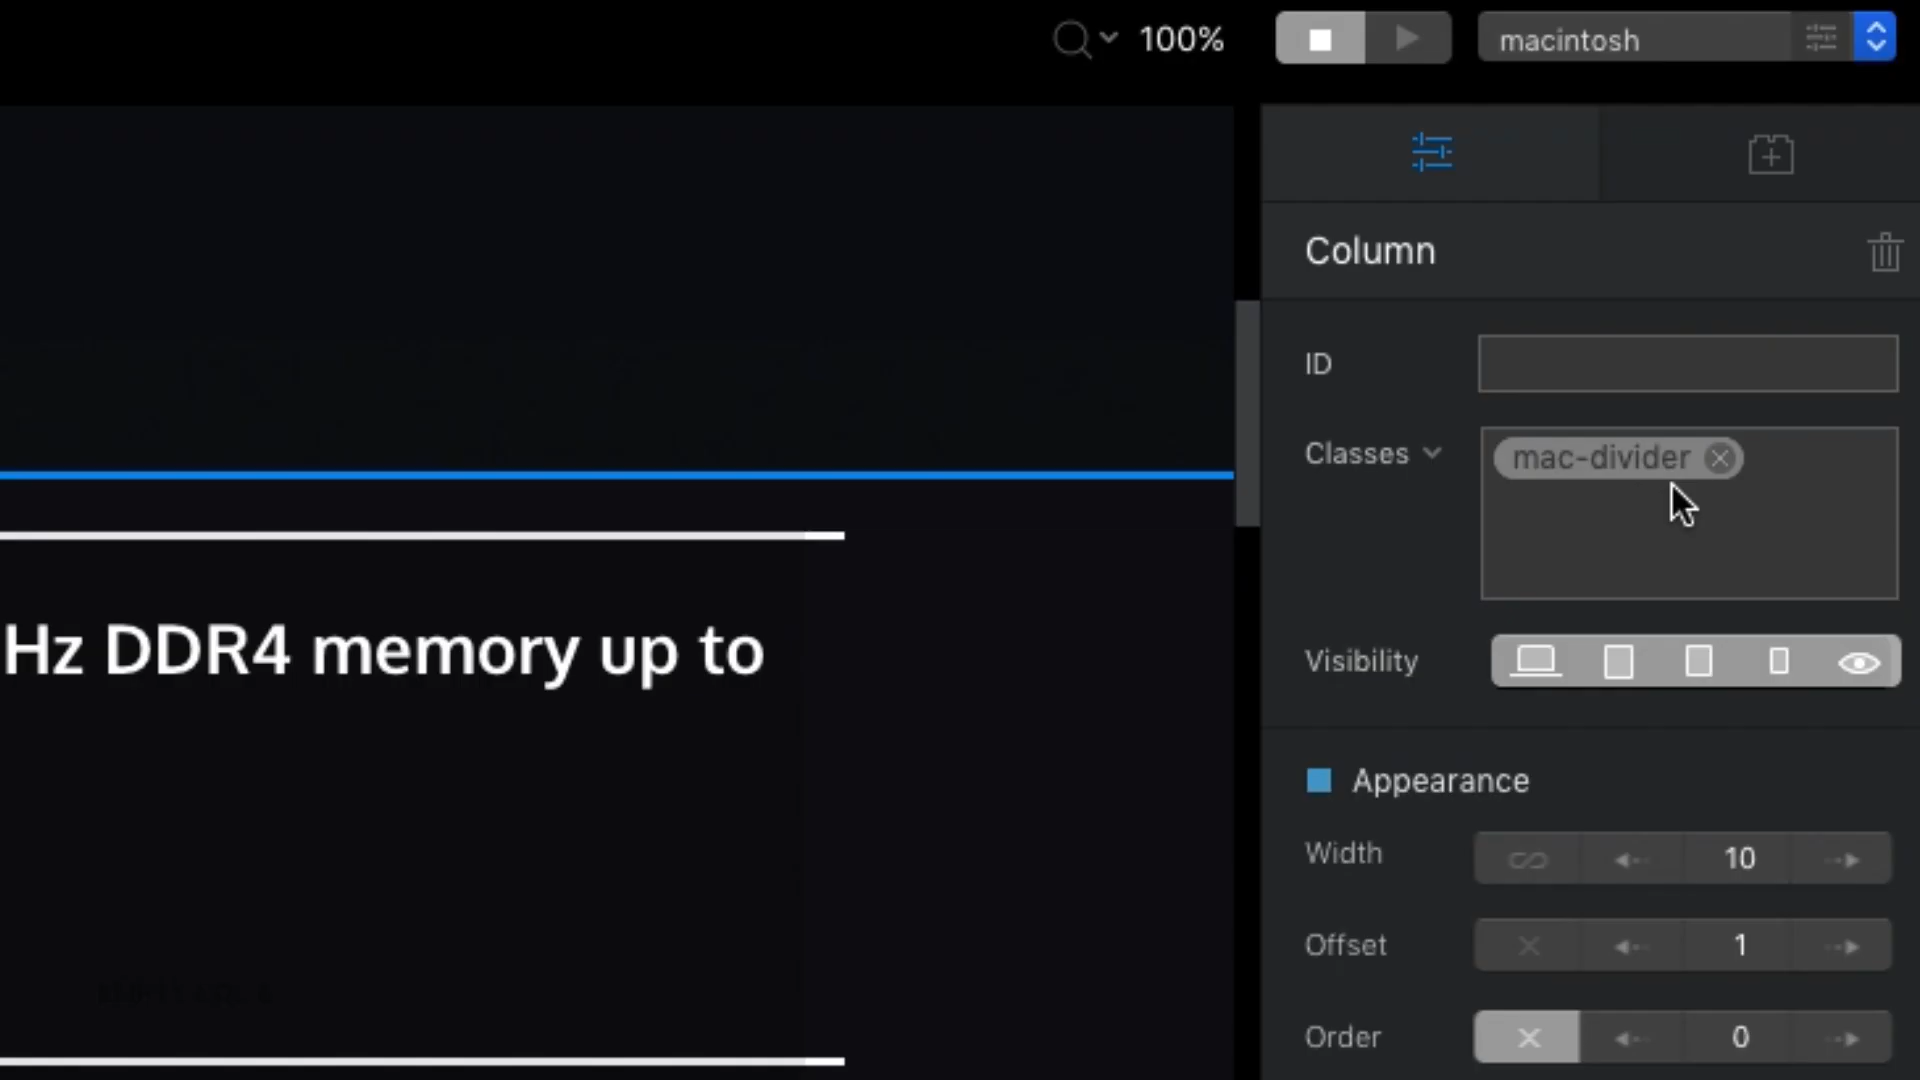 100%
macintosh
Column
ID
Classes
mac-divider
Hz DDR4 memory up to
Visibility
Appearance
Width
10
Offset
1
Order
0